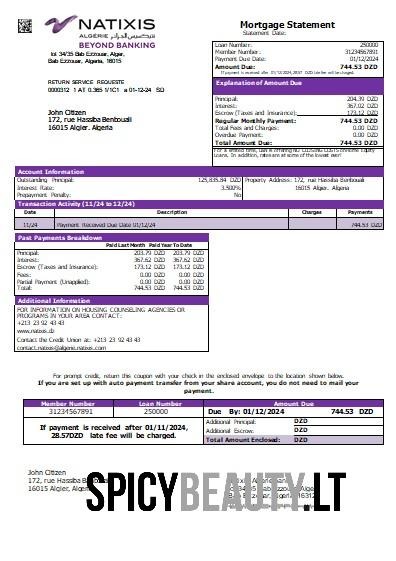 NATIXIS
ALGERIE ناتيكسيس الجزائر
BEYOND BANKING
lot 34/35 Bab Ezzouar, Alger,
Bab Ezzouar, Algeria, 16015
RETURN SERVICE REQUESTE
0000312 1 AT 0.365 1/1C1 a 01-12-24 SD
John Citizen
172, rue Hassiba Bentouali
16015 Algier. Algeria
Mortgage Statement
Statement Date:
Loan Number: 250000
Member Number: 31234567891
Payment Due Date: 01/12/2024
Amount Due: 744.53 DZD
If payment is received after 01/12/2024, 28.57 DZD late fee will be charged.
Explanation of Amount Due
Principal: 204.39 DZD
Interest: 367.02 DZD
Escrow (Taxes and Insurance): 173.12 DZD
Regular Monthly Payment: 744.53 DZD
Total Fees and Charges: 0.00 DZD
Overdue Payment: 0.00 DZD
Total Amount Due: 744.53 DZD
NO CLOSING COSTS on Home Equity
Loans. In addition, rates are at some of the lowest ever!
Account Information
Outstanding Principal: 125,835.84 DZD
Interest Rate: 3.500%
Prepayment Penalty: No
Property Address: 172, rue Hassiba Bentouali
16015 Algier. Algeria
Transaction Activity (11/24 to 12/24)
Date Description Charges Payments
11/24 Payment Received Due Date 01/12/24 744.53 DZD
Past Payments Breakdown
Paid Last Month Paid Year To Date
Principal: 203.79 DZD 203.79 DZD
Interest: 367.62 DZD 367.62 DZD
Escrow (Taxes and Insurance): 173.12 DZD 173.12 DZD
Fees: 0.00 DZD 0.00 DZD
Partial Payment (Unapplied): 0.00 DZD 0.00 DZD
Total: 744.53 DZD 744.53 DZD
Additional Information
FOR INFORMATION ON HOUSING COUNSELING AGENCIES OR
PROGRAMS IN YOUR AREA CONTACT:
+213 23 92 43 43
www.natixis.dz
Contact the Credit Union at: +213 23 92 43 43
contact.natixis@algerie.natixis.com
For prompt credit, return this coupon with your check in the enclosed envelope to the location shown below.
If you are set up with auto payment transfer from your share account, you do not need to mail your
payment.
Member Number Loan Number Amount Due
31234567891 250000 Due By: 01/12/2024 744.53 DZD
If payment is received after 01/11/2024,
28.57DZD late fee will be charged.
Additional Principal: DZD
Additional Escrow: DZD
Total Amount Enclosed: DZD
John Citizen
172, rue Hassiba
16015 Algier, Alg
SPICYBEAUTY.LT